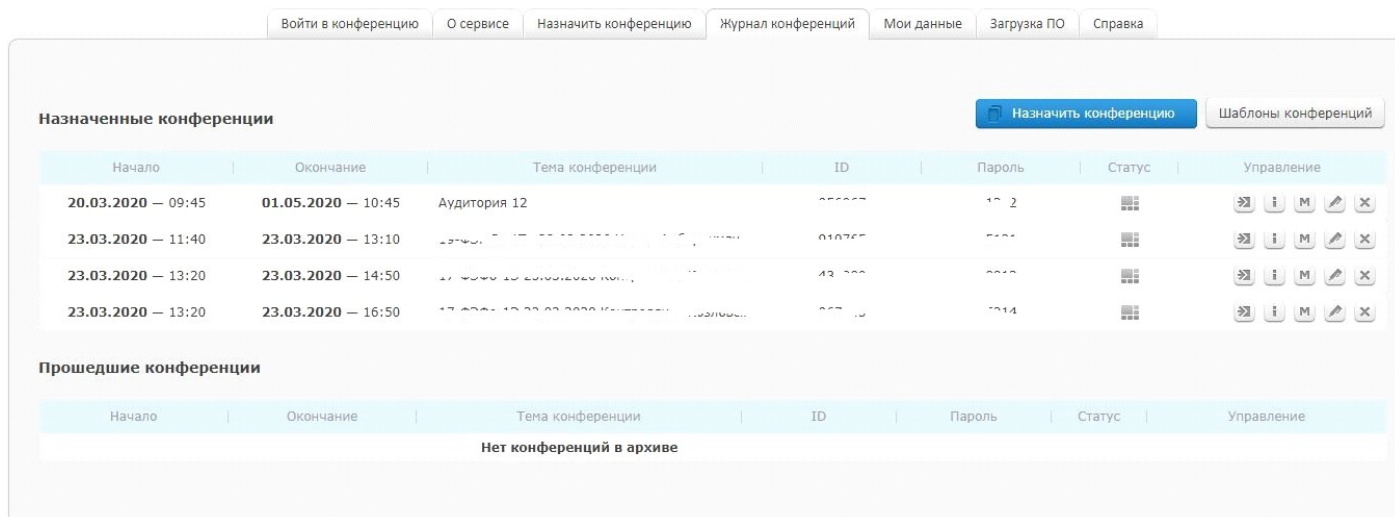 Войти в конференцию О сервисе Назначить конференцию Журнал конференций Мои данные Загрузка ПО Справка
Назначенные конференции Назначить конференцию Шаблоны конференций
Начало Окончание Тема конференции ID Пароль Статус Управление
20.03.2020 — 09:45 01.05.2020 — 10:45 Аудитория 12 M
23.03.2020 — 11:40 23.03.2020 — 13:10 M
23.03.2020 — 13:20 23.03.2020 — 14:50 M
23.03.2020 — 13:20 23.03.2020 — 16:50 M
Прошедшие конференции
Начало Окончание Тема конференции ID Пароль Статус Управление
Нет конференций в архиве